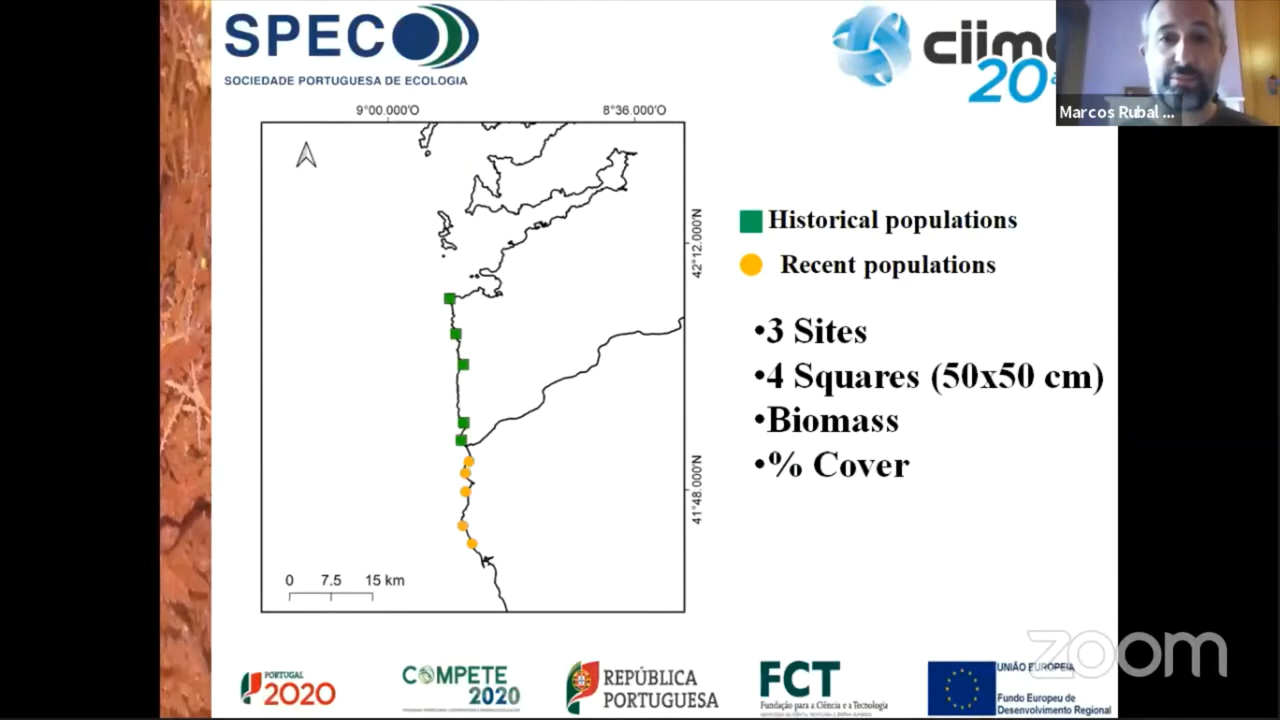 SPECO
SOCIEDADE PORTUGUESA DE ECOLOGIA
20
Marcos Rubal ...
9°00.000'O
8°36.000'O
42°12.000'N
41°48.000'N
0 7.5 15 km
Historical populations
Recent populations
•3 Sites
•4 Squares (50x50 cm)
•Biomass
•% Cover
zoom
PORTUGAL
2020
COMPETE
2020
REPÚBLICA
PORTUGUESA
FCT
Fundação para a Ciência e a Tecnologia
UNIÃO EUROPEIA
Fundo Europeu de
Desenvolvimento Regional